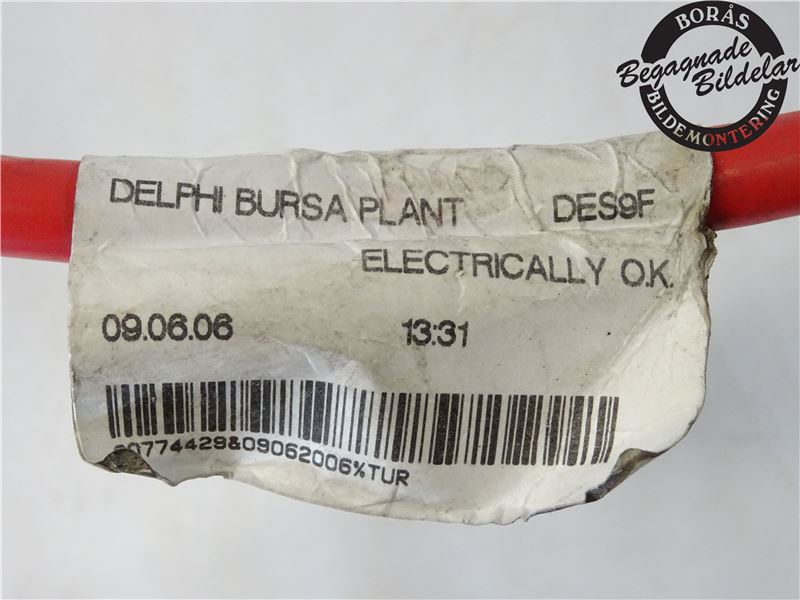 BORÅS
Begagnade
Bildelar
BILDEMONTERING
DELPHI BURSA PLANT DES9F
ELECTRICALLY O.K.
09.06.06 13:31
0774429&09062006%TUR